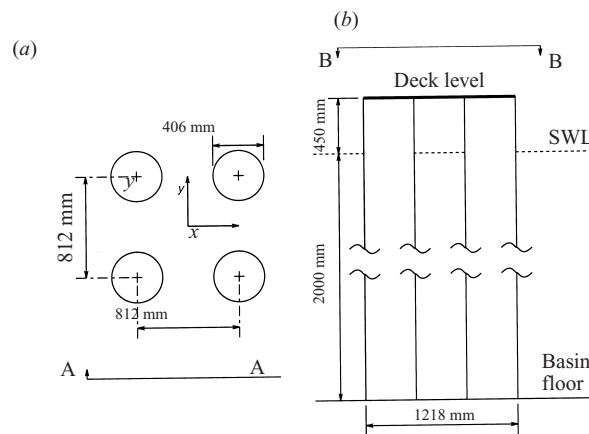 (a)
406 mm
y
y
x
812 mm
812 mm
A
A
(b)
B
B
Deck level
450 mm
SWL
2000 mm
Basin
floor
1218 mm